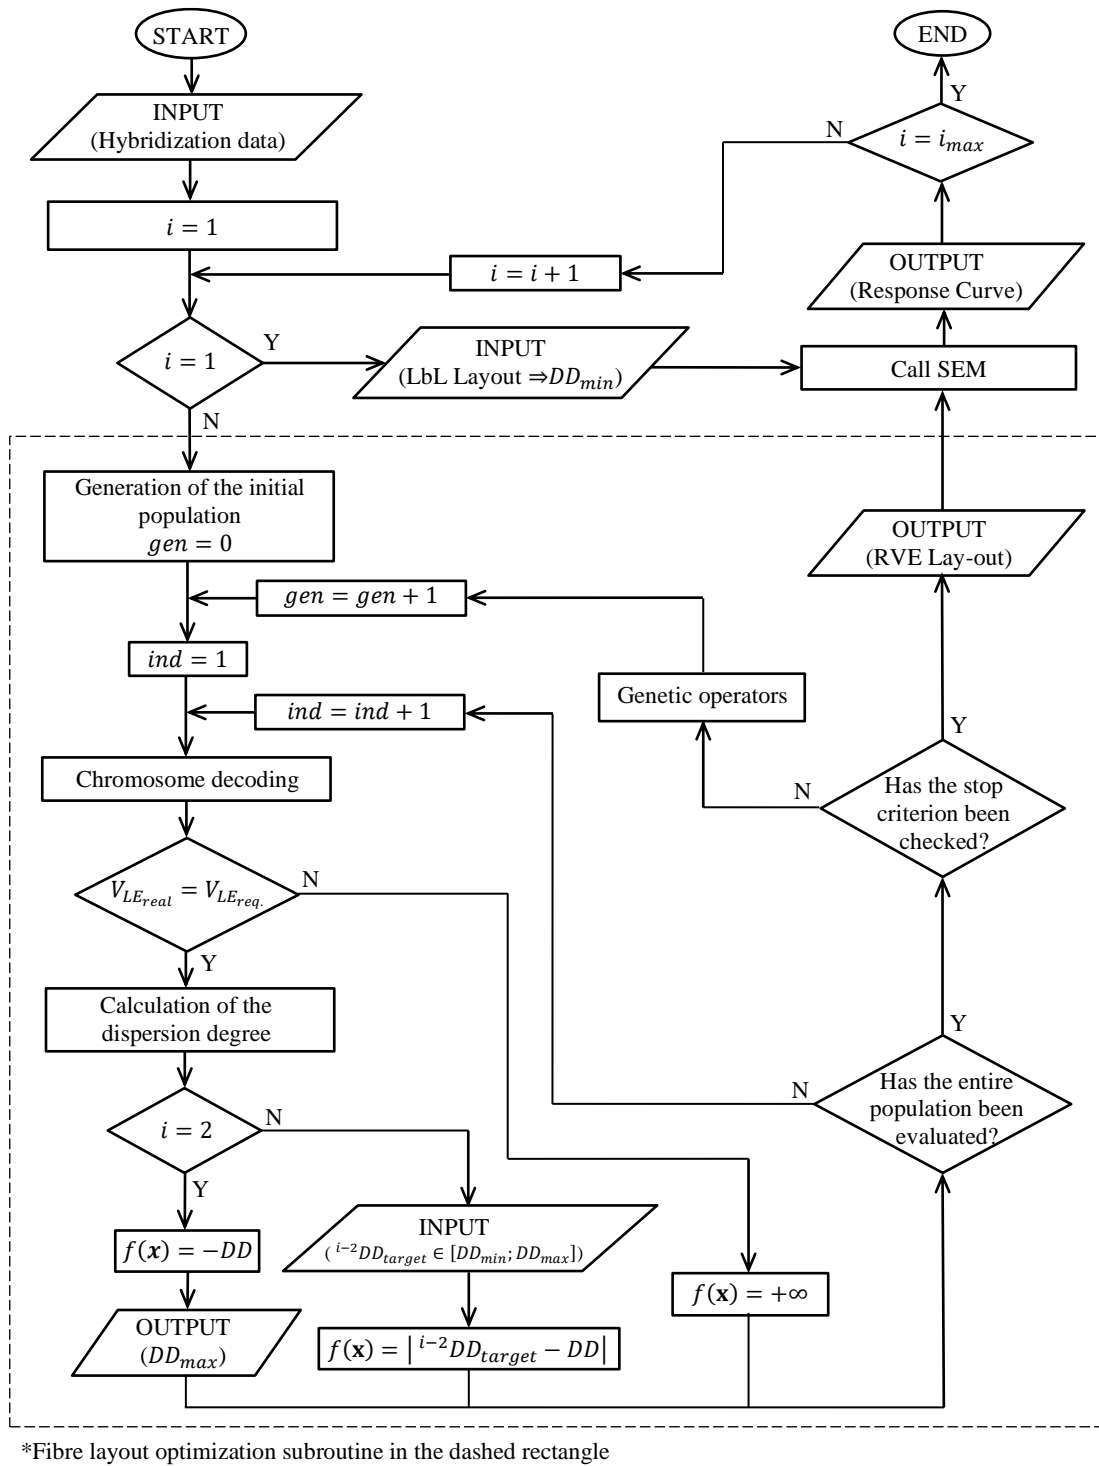 START
END
INPUT
(Hybridization data)
Y
N
i = i_max
i = 1
i = i + 1
OUTPUT
(Response Curve)
i = 1
Y
INPUT
(LbL Layout ⇒DD_min)
Call SEM
N
Generation of the initial
population
gen = 0
OUTPUT
(RVE Lay-out)
gen = gen + 1
ind = 1
Genetic operators
ind = ind + 1
Y
Chromosome decoding
N
Has the stop
criterion been
checked?
V_{LE_real} = V_{LE_req.}
N
Y
Calculation of the
dispersion degree
Y
N
Has the entire
population been
evaluated?
i = 2
N
Y
f(x) = −DD
INPUT
( ^{i−2}DD_target ∈ [DD_min; DD_max])
f(x) = +∞
OUTPUT
(DD_max)
f(x) = | ^{i−2}DD_target − DD|
*Fibre layout optimization subroutine in the dashed rectangle